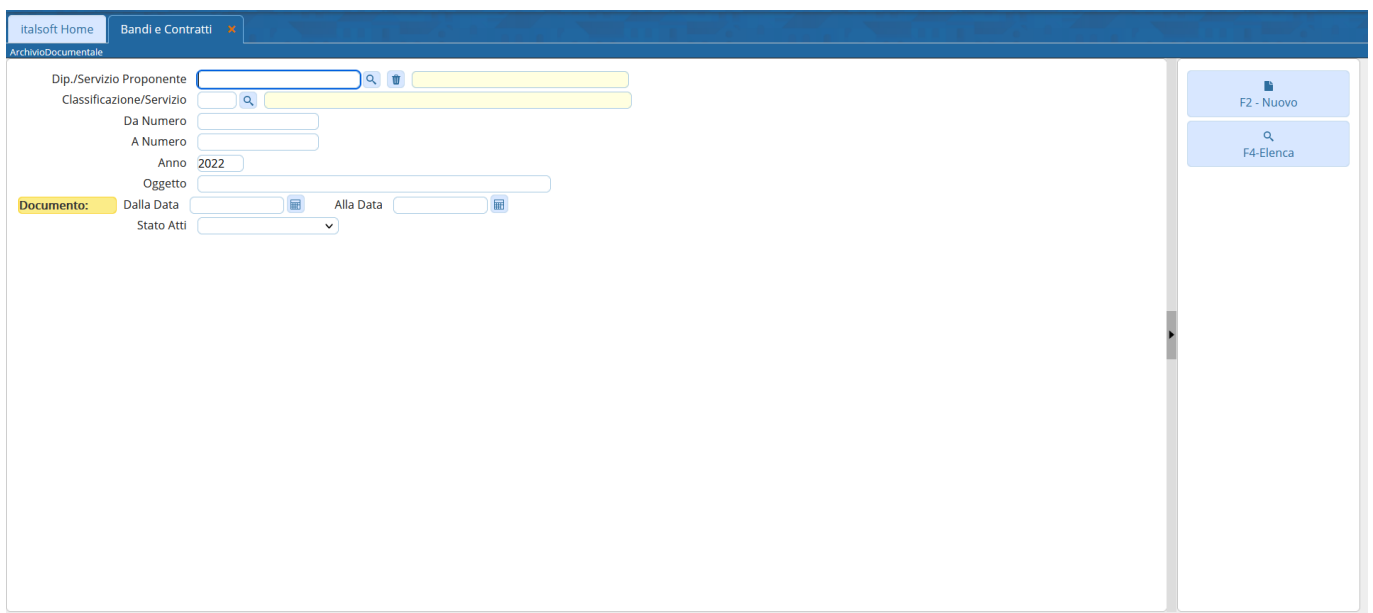 italsoft Home Bandi e Contratti ×
ArchivioDocumentale
Dip./Servizio Proponente
F2 - Nuovo
Classificazione/Servizio
Da Numero
A Numero
F4-Elenca
Anno 2022
Oggetto
Documento: Dalla Data Alla Data
Stato Atti